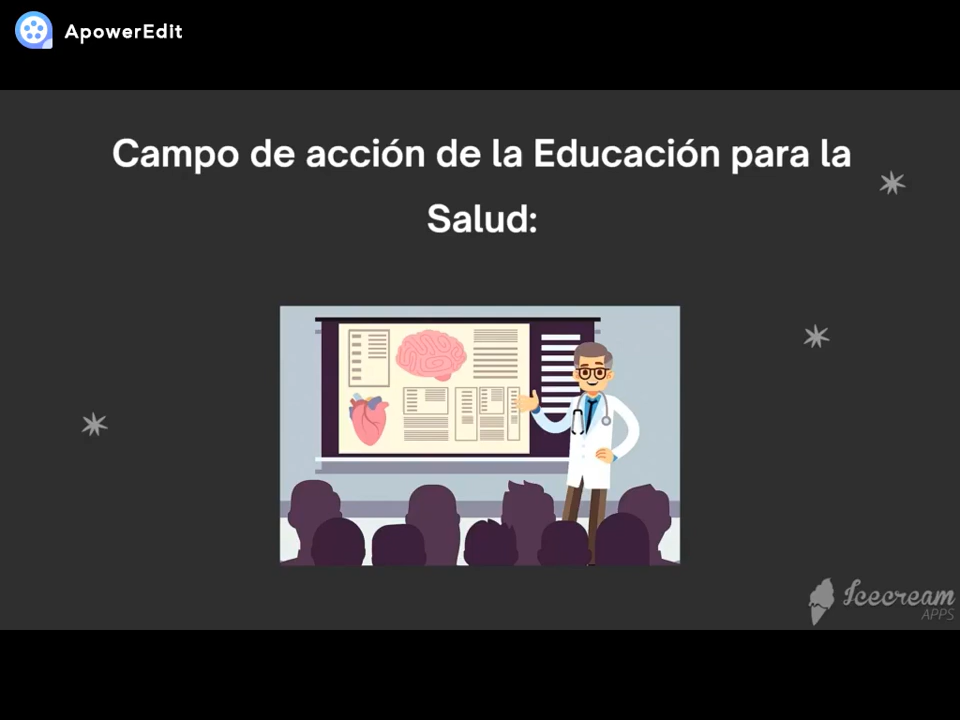 ApowerEdit
Campo de acción de la Educación para la
Salud:
Icecream
APPS